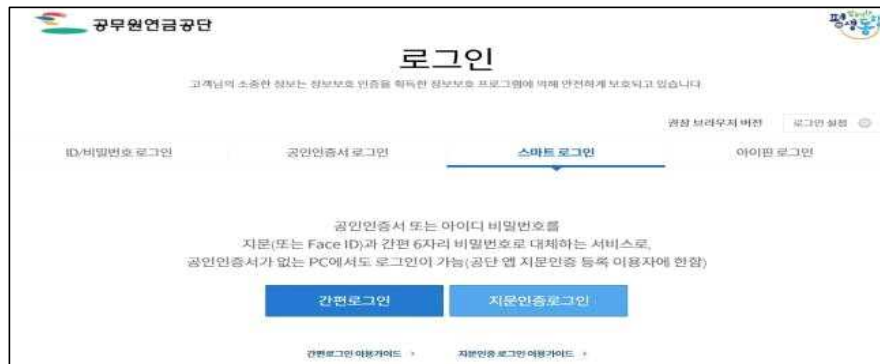 공무원연금공단
로그인
고객님의 소중한 정보는 정보보호 인증을 획득한 정보보호 프로그램에 의해 안전하게 보호되고 있습니다
권장 브라우저 버전 로그인 설정
ID/비밀번호 로그인 공인인증서 로그인 스마트 로그인 아이핀 로그인
공인인증서 또는 아이디 비밀번호를
지문(또는 Face ID)과 간편 6자리 비밀번호로 대체하는 서비스로,
공인인증서가 없는 PC에서도 로그인이 가능(공단 앱 지문인증 등록 이용자에 한함)
간편로그인 지문인증로그인
간편로그인 이용가이드 > 지문인증 로그인 이용가이드 >